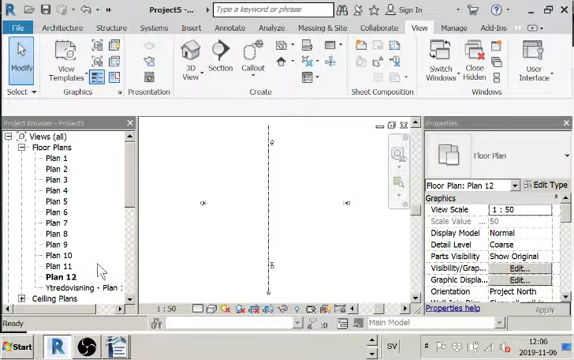 Project5 - ...
Type a keyword or phrase
Sign In
File Architecture Structure Systems Insert Annotate Analyze Massing & Site Collaborate View Manage Add-Ins
Modify
View
Templates
3D
View
Section
Callout
Switch
Windows
Close
Hidden
User
Interface
Select
Graphics
Presentation
Create
Sheet Composition
Windows
Project Browser - Project5
Views (all)
Floor Plans
Plan 1
Plan 2
Plan 3
Plan 4
Plan 5
Plan 6
Plan 7
Plan 8
Plan 9
Plan 10
Plan 11
Plan 12
Ytredovisning - Plan
Ceiling Plans
Properties
Floor Plan
Floor Plan: Plan 12
Edit Type
Graphics
View Scale 1 : 50
Scale Value 1: 50
Display Model Normal
Detail Level Coarse
Parts Visibility Show Original
Visibility/Grap... Edit...
Graphic Displa... Edit...
Properties help
Apply
1 : 50
Ready
:0
Main Model
Start
SV
12:06
2019-11-06